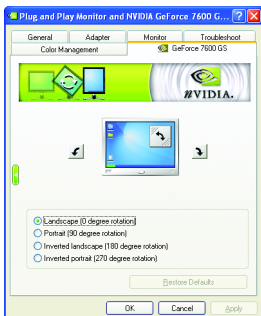 Plug and Play Monitor and NVIDIA GeForce 7600 G...
General Adapter Monitor Troubleshoot
Color Management GeForce 7600 GS
NVIDIA.
Landscape (0 degree rotation)
Portrait (90 degree rotation)
Inverted landscape (180 degree rotation)
Inverted portrait (270 degree rotation)
Restore Defaults
OK Cancel Apply